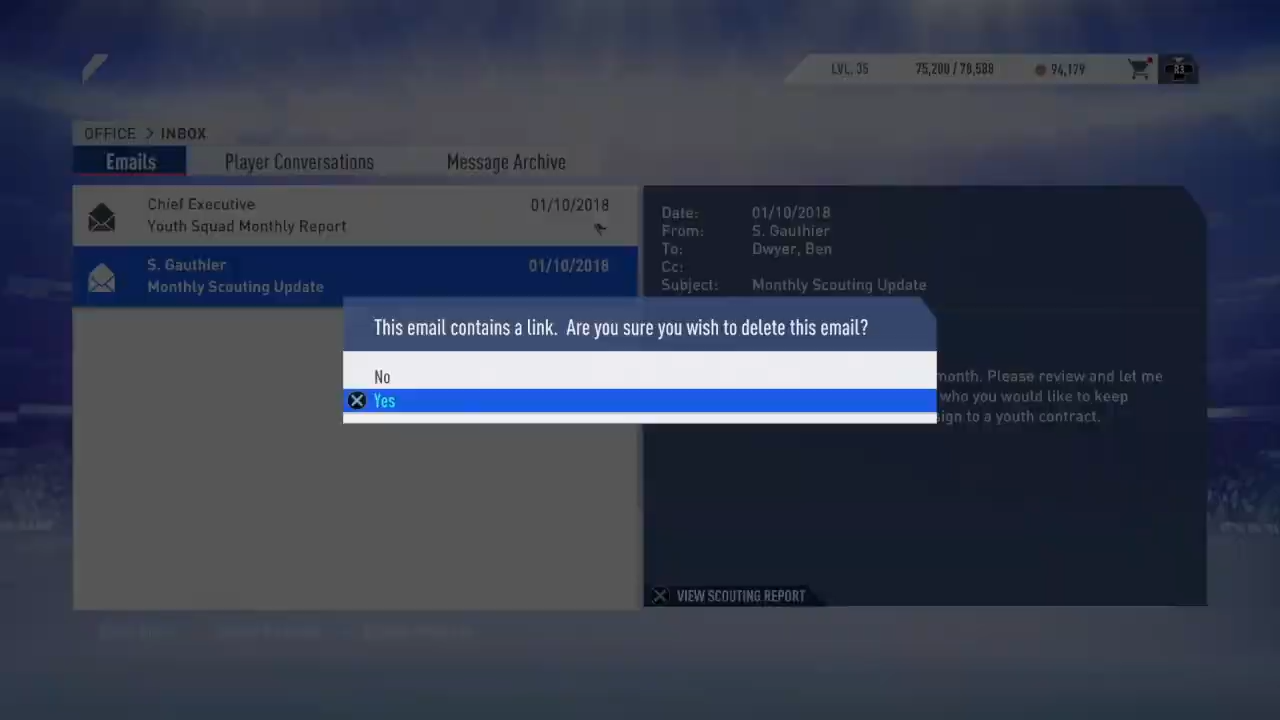 LVL. 35 75,200 / 78,588 94,179
R3
OFFICE > INBOX
Emails Player Conversations Message Archive
Chief Executive 01/10/2018
Youth Squad Monthly Report
S. Gauthier 01/10/2018
Monthly Scouting Update
Date: 01/10/2018
From: S. Gauthier
To: Dwyer, Ben
Cc:
Subject: Monthly Scouting Update
This email contains a link. Are you sure you wish to delete this email?
No
Yes
month. Please review and let me
who you would like to keep
sign to a youth contract.
VIEW SCOUTING REPORT